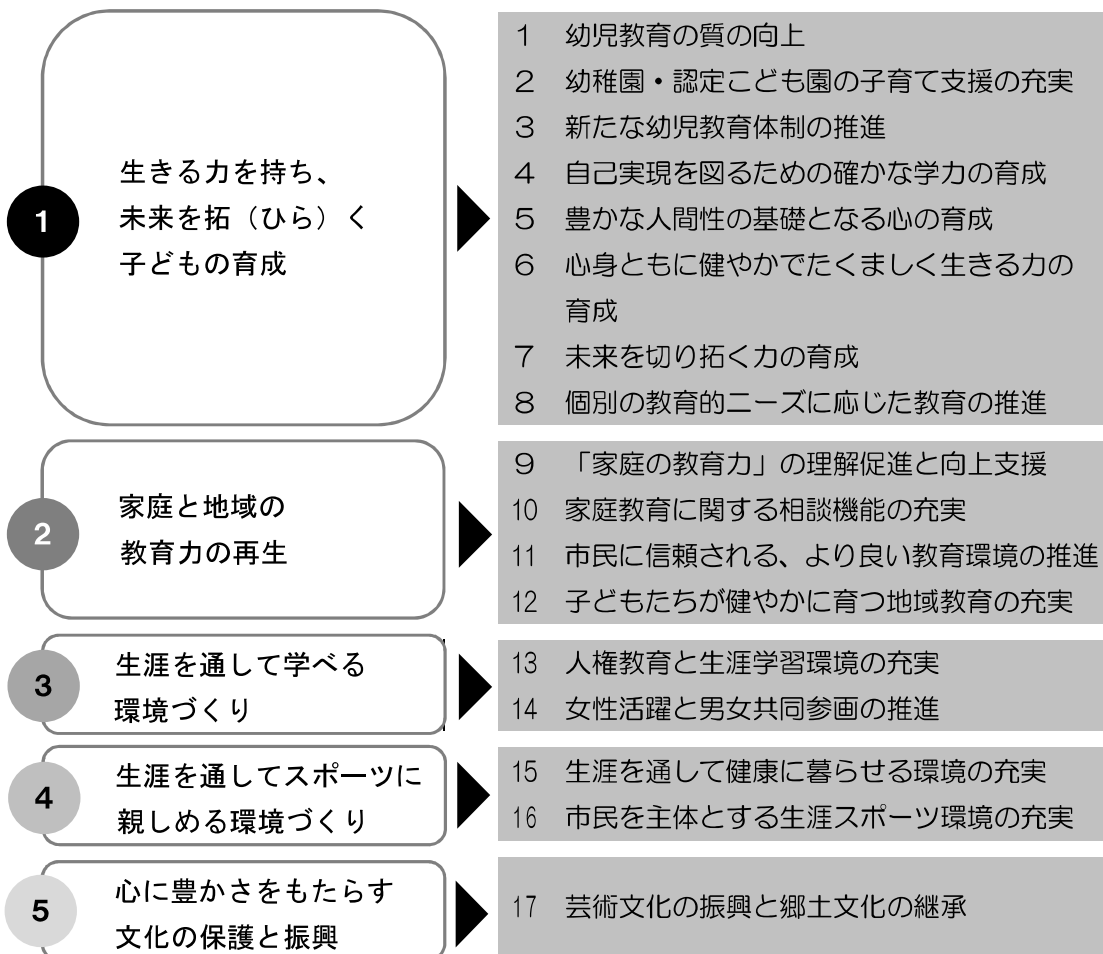 1
生きる力を持ち、
未来を拓（ひら）く
子どもの育成
1 幼児教育の質の向上
2 幼稚園・認定こども園の子育て支援の充実
3 新たな幼児教育体制の推進
4 自己実現を図るための確かな学力の育成
5 豊かな人間性の基礎となる心の育成
6 心身ともに健やかでたくましく生きる力の
育成
7 未来を切り拓く力の育成
8 個別の教育的ニーズに応じた教育の推進
2
家庭と地域の
教育力の再生
9 「家庭の教育力」の理解促進と向上支援
10 家庭教育に関する相談機能の充実
11 市民に信頼される、より良い教育環境の推進
12 子どもたちが健やかに育つ地域教育の充実
3
生涯を通して学べる
環境づくり
13 人権教育と生涯学習環境の充実
14 女性活躍と男女共同参画の推進
4
生涯を通してスポーツに
親しめる環境づくり
15 生涯を通して健康に暮らせる環境の充実
16 市民を主体とする生涯スポーツ環境の充実
5
心に豊かさをもたらす
文化の保護と振興
17 芸術文化の振興と郷土文化の継承